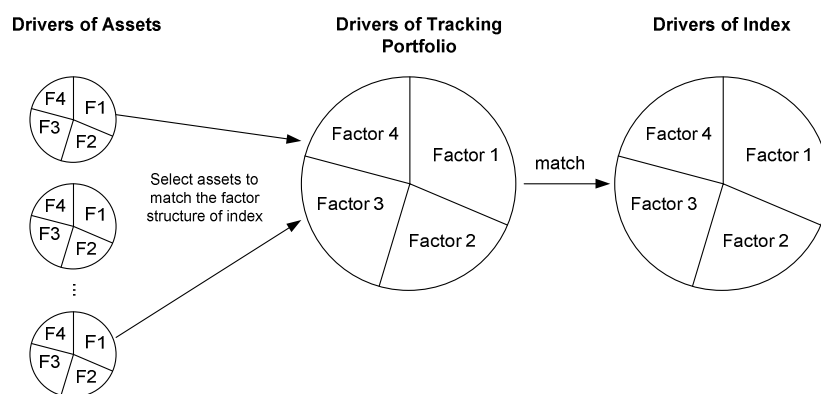 Drivers of Assets
Drivers of Tracking
Portfolio
Drivers of Index
F4
F1
F3
F2
Select assets to
match the factor
structure of index
F4
F1
F3
F2
...
F4
F1
F3
F2
Factor 4
Factor 1
Factor 3
Factor 2
match
Factor 4
Factor 1
Factor 3
Factor 2